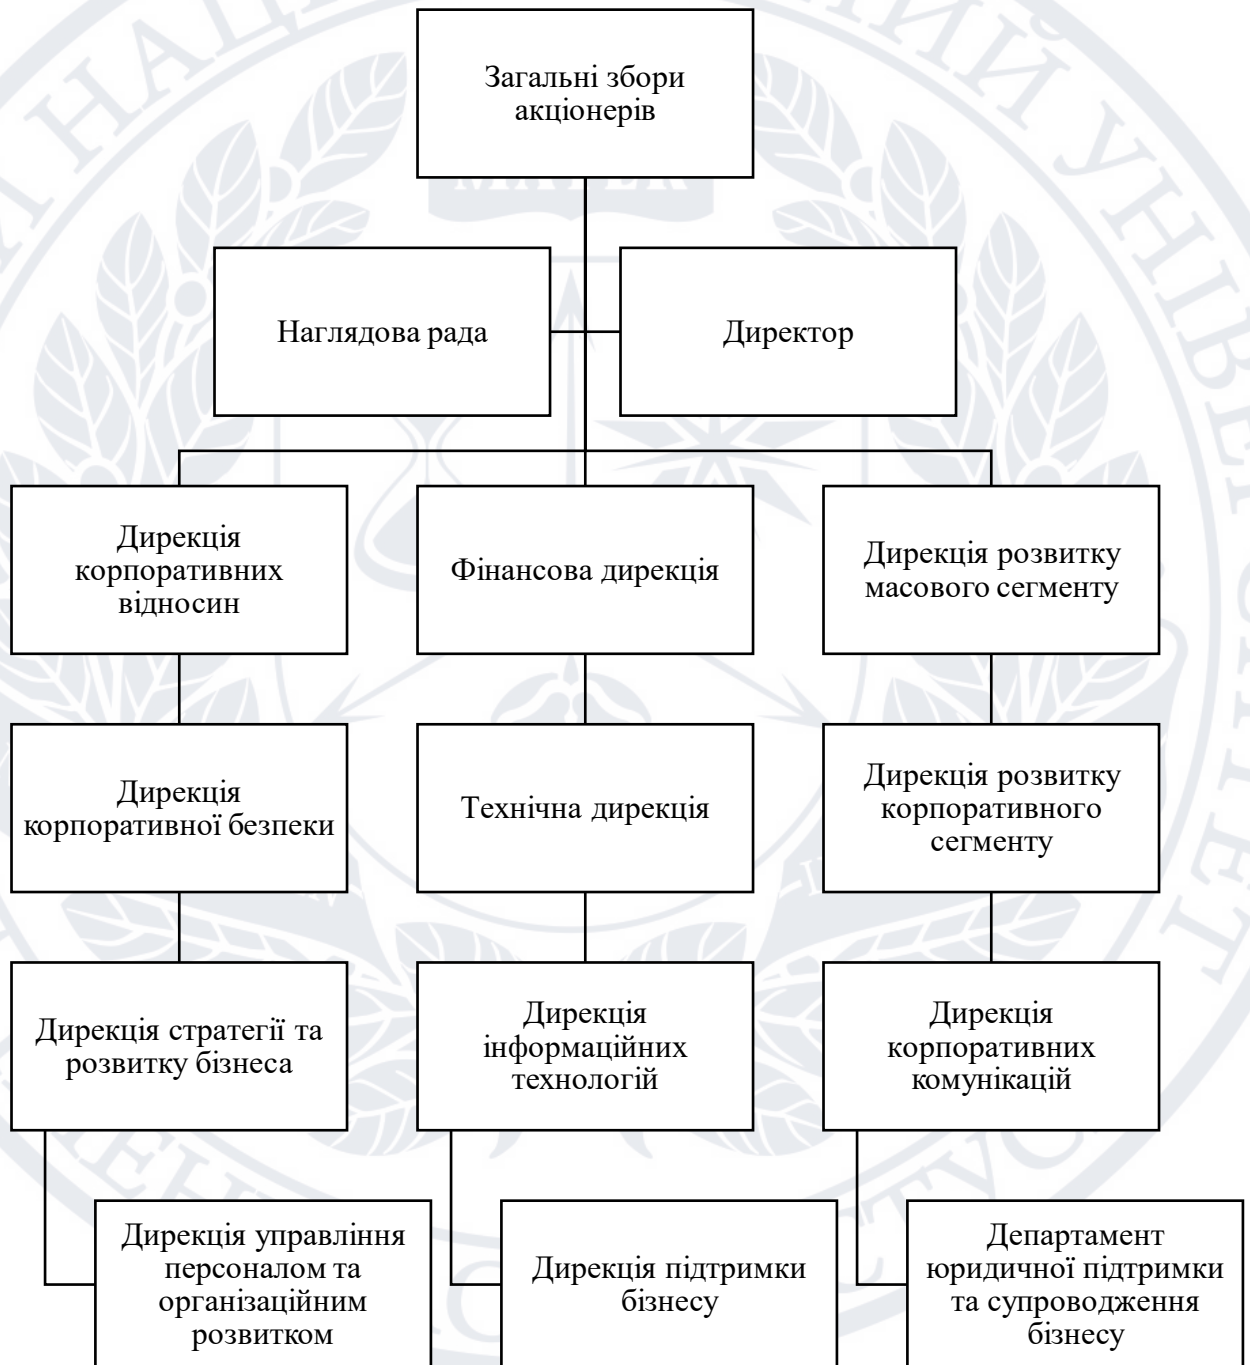 Загальні збори
акціонерів
Наглядова рада
Директор
Дирекція
корпоративних
відносин
Фінансова дирекція
Дирекція розвитку
масового сегменту
Дирекція
корпоративної безпеки
Технічна дирекція
Дирекція розвитку
корпоративного
сегменту
Дирекція стратегії та
розвитку бізнеса
Дирекція
інформаційних
технологій
Дирекція
корпоративних
комунікацій
Дирекція управління
персоналом та
організаційним
розвитком
Дирекція підтримки
бізнесу
Департамент
юридичної підтримки
та супроводження
бізнесу